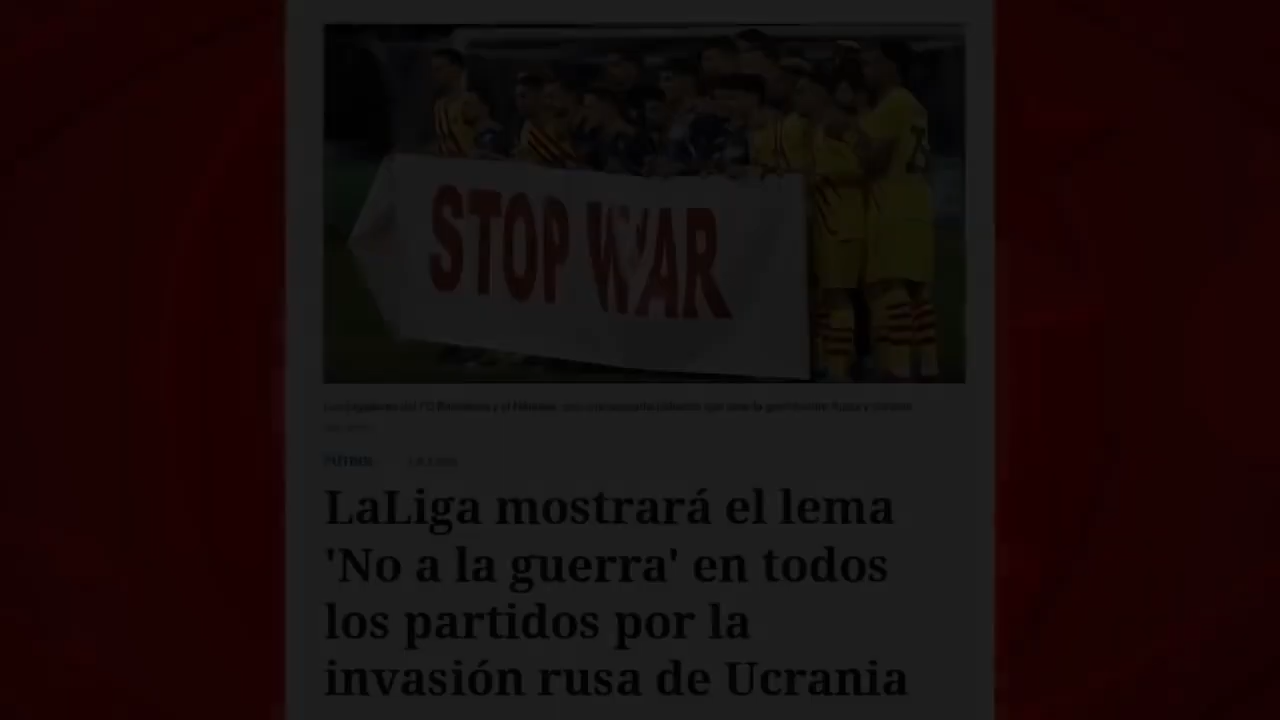 STOP WAR
FÚTBOL
LaLiga mostrará el lema
'No a la guerra' en todos
los partidos por la
invasión rusa de Ucrania